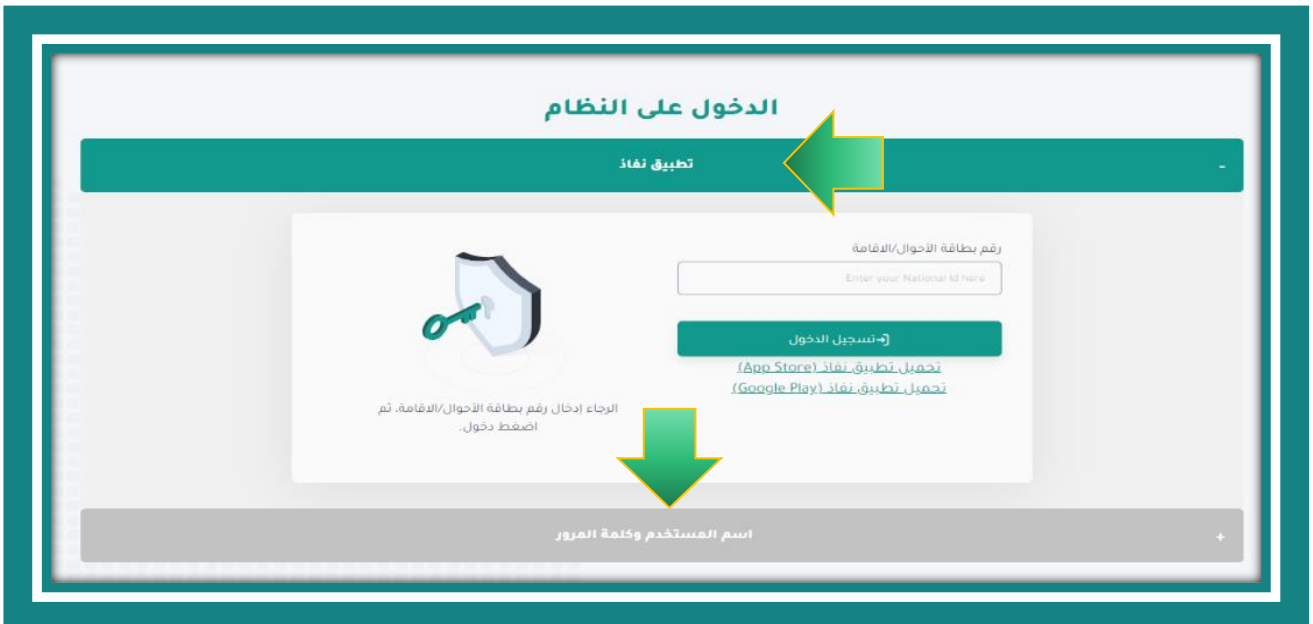 الدخول على النظام
تطبيق نفاذ
-
رقم بطاقة الأحوال/الاقامة
Enter your National Id here
تسجيل الدخول
تحميل تطبيق نفاذ (App Store)
تحميل تطبيق نفاذ (Google Play)
الرجاء إدخال رقم بطاقة الأحوال/الاقامة، ثم
اضغط دخول.
اسم المستخدم وكلمة المرور
+